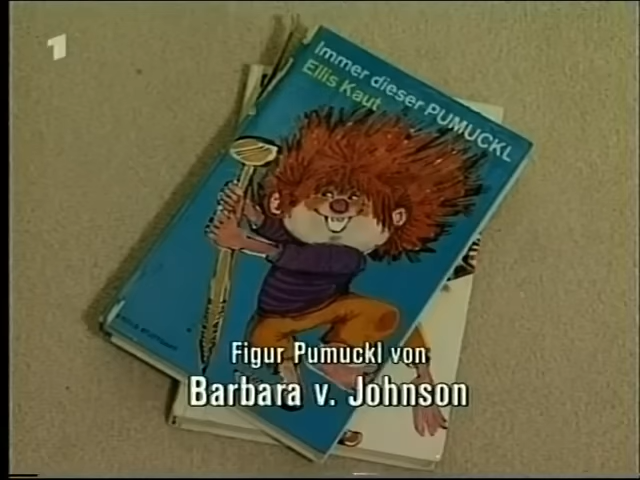 1
Immer dieser PUMUCKL
Ellis Kaut
Figur Pumuckl von
Barbara v. Johnson